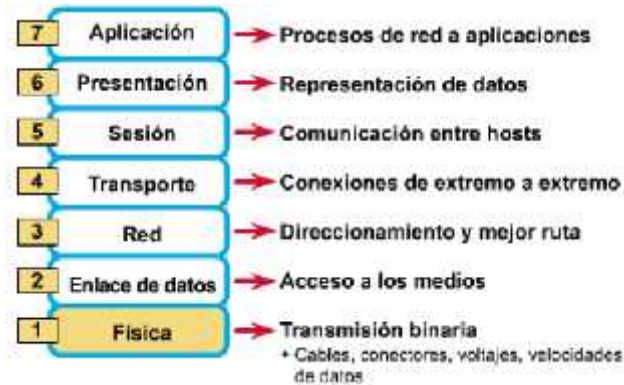 7 Aplicación Procesos de red a aplicaciones
6 Presentación Representación de datos
5 Sesión Comunicación entre hosts
4 Transporte Conexiones de extremo a extremo
3 Red Direccionamiento y mejor ruta
2 Enlace de datos Acceso a los medios
1 Física Transmisión binaria
• Cables, conectores, voltajes, velocidades
de datos